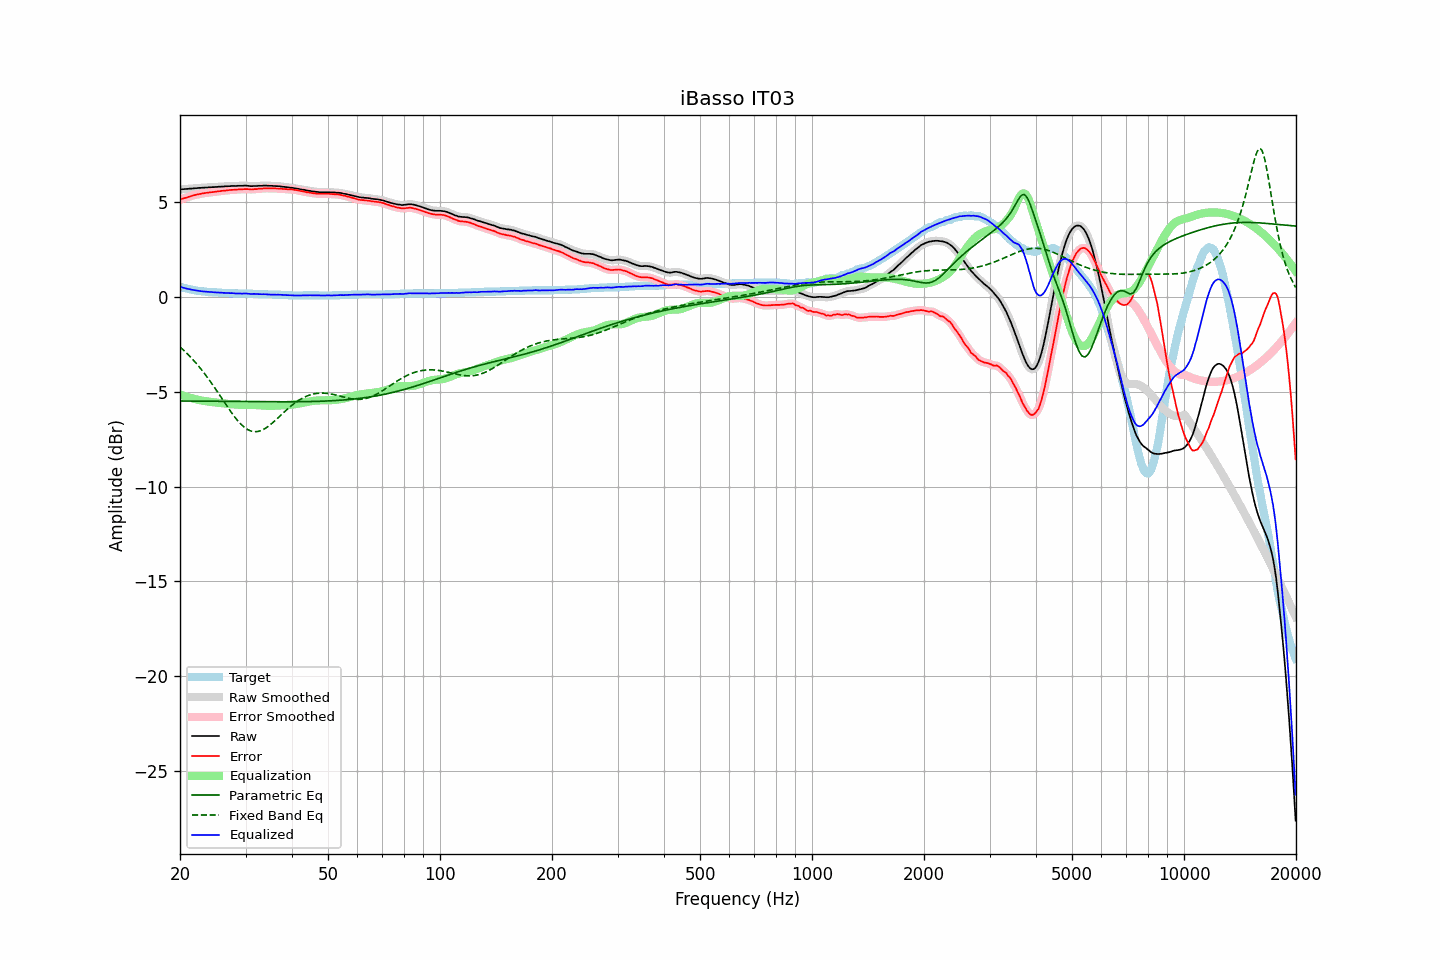 iBasso IT03
Amplitude (dBr)
5
0
−5
−10
−15
−20
−25
Target
Raw Smoothed
Error Smoothed
Raw
Error
Equalization
Parametric Eq
Fixed Band Eq
Equalized
20 50 100 200 500 1000 2000 5000 10000 20000
Frequency (Hz)